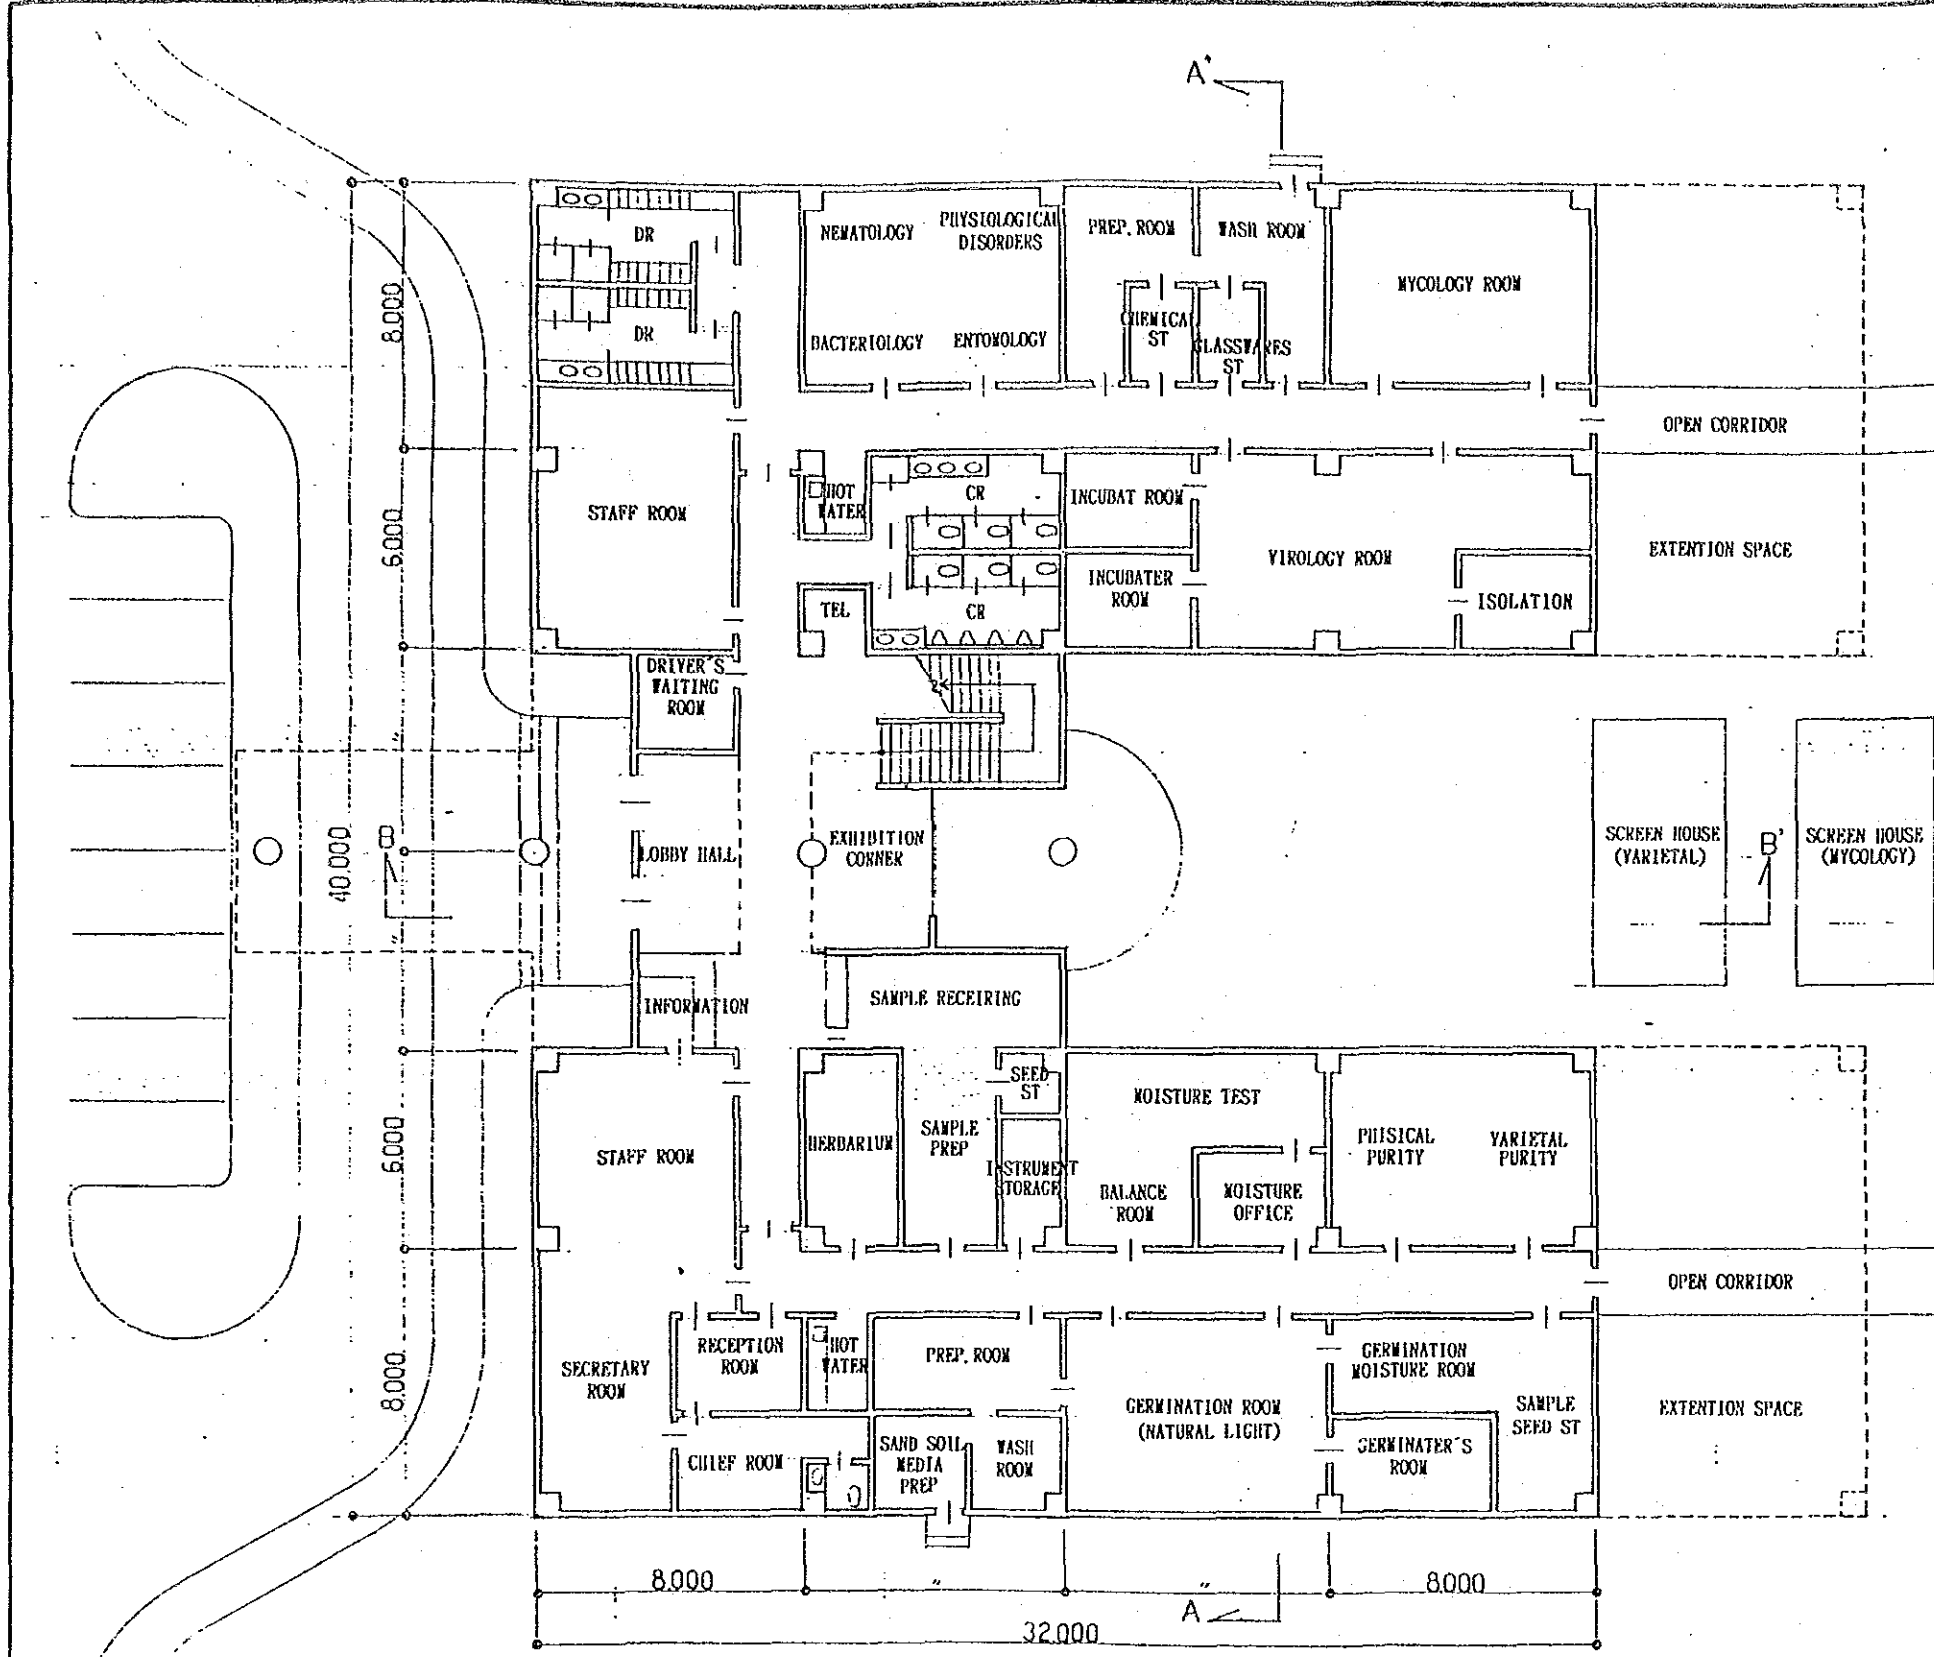 A'
DR
NEMATOLOGY
PHYSIOLOGICAL
DISORDERS
PREP. ROOM
WASH ROOM
MYCOLOGY ROOM
8.000
DR
BACTERIOLOGY
ENTOMOLOGY
CHEMICAL
ST
GLASSWARES
ST
OPEN CORRIDOR
STAFF ROOM
HOT
WATER
CR
INCUBAT ROOM
6.000
VIROLOGY ROOM
EXTENTION SPACE
INCUBATER
ROOM
ISOLATION
TEL
CR
DRIVER'S
WAITING
ROOM
2
"
40.000
B
LOBBY HALL
EXHIBITION
CORNER
SCREEN HOUSE
(VARIETAL)
B'
SCREEN HOUSE
(MYCOLOGY)
"
INFORMATION
SAMPLE RECEIRING
SEED
ST
MOISTURE TEST
6.000
STAFF ROOM
HERBARIUM
SAMPLE
PREP
INSTRUMENT
STORAGE
PHISICAL
PURITY
VARIETAL
PURITY
BALANCE
ROOM
MOISTURE
OFFICE
OPEN CORRIDOR
8.000
SECRETARY
ROOM
RECEPTION
ROOM
HOT
WATER
PREP. ROOM
GERMINATION ROOM
(NATURAL LIGHT)
GERMINATION
MOISTURE ROOM
SAMPLE
SEED ST
EXTENTION SPACE
CHIEF ROOM
SAND SOIL
MEDIA
PREP
WASH
ROOM
GERMINATER'S
ROOM
8.000
"
"
8.000
A
32.000